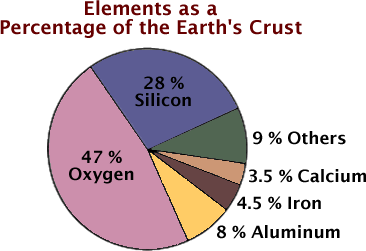 Elements as a
Percentage of the Earth's Crust
28 %
Silicon
9 % Others
47 %
Oxygen
3.5 % Calcium
4.5 % Iron
8 % Aluminum